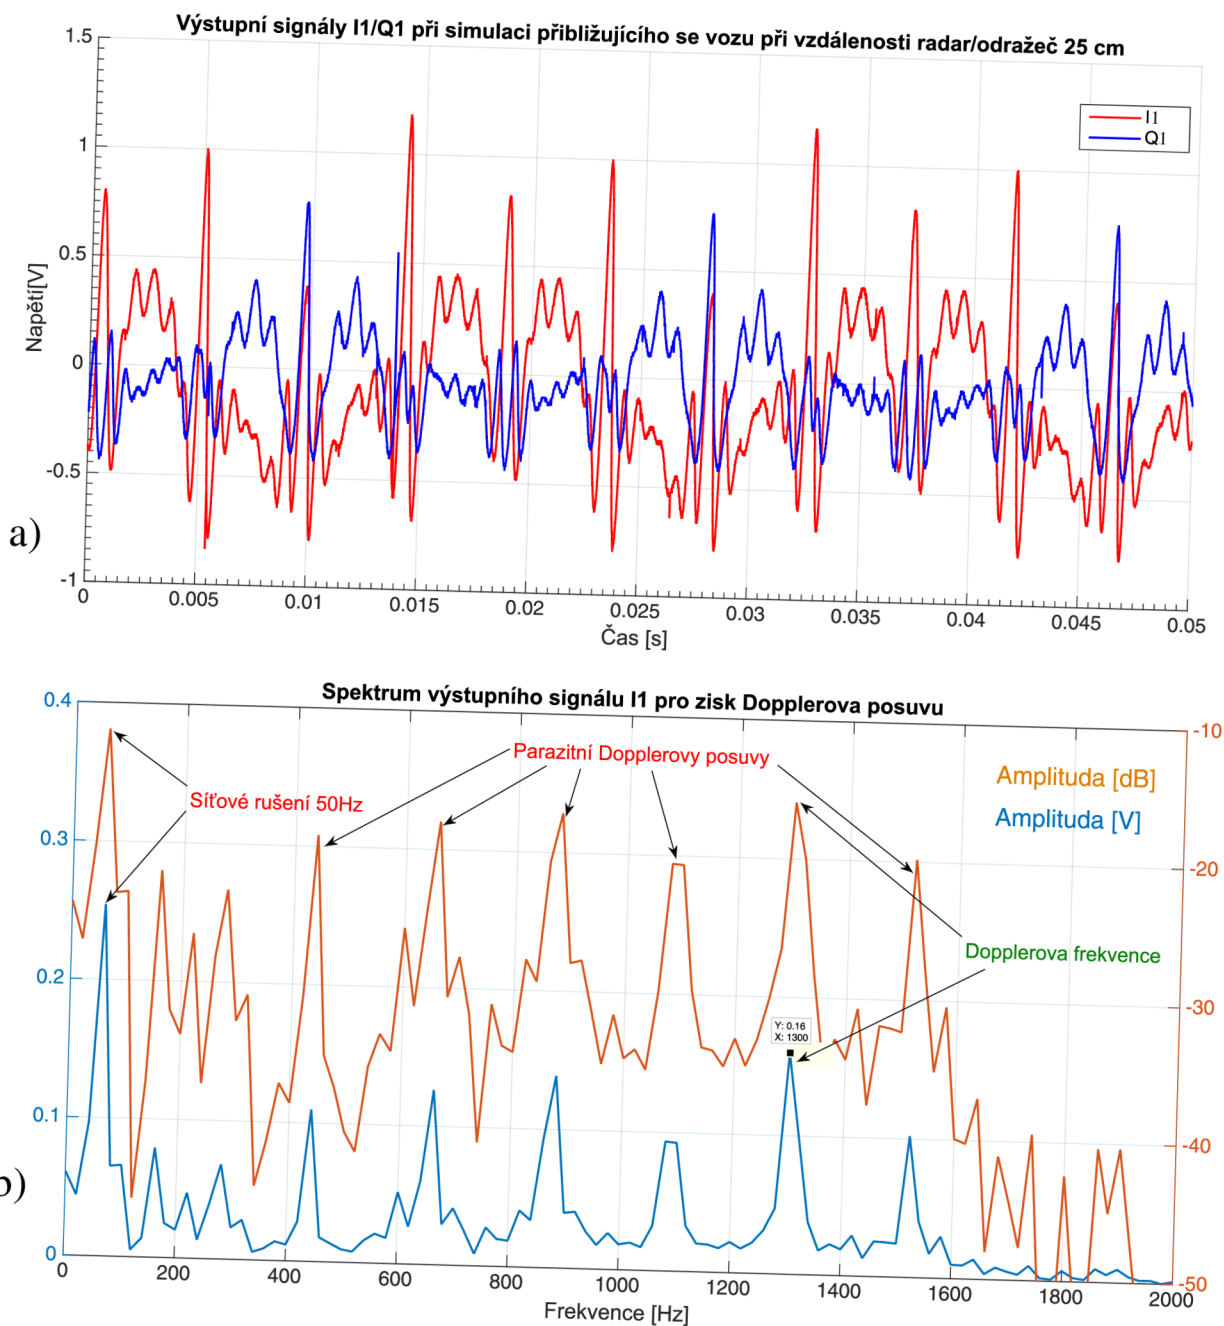 Výstupní signály I1/Q1 při simulaci přibližujícího se vozu při vzdálenosti radar/odražeč 25 cm
1.5
1
0.5
0
-0.5
-1
Napětí[V]
I1
Q1
a)
0 0.005 0.01 0.015 0.02 0.025 0.03 0.035 0.04 0.045 0.05
Čas [s]
Spektrum výstupního signálu I1 pro zisk Dopplerova posuvu
0.4
0.3
0.2
0.1
0
-10
-20
-30
-40
-50
Parazitní Dopplerovy posuvy
Síťové rušení 50Hz
Amplituda [dB]
Amplituda [V]
Dopplerova frekvence
Y: 0.16
X: 1300
b)
0 200 400 600 800 1000 1200 1400 1600 1800 2000
Frekvence [Hz]